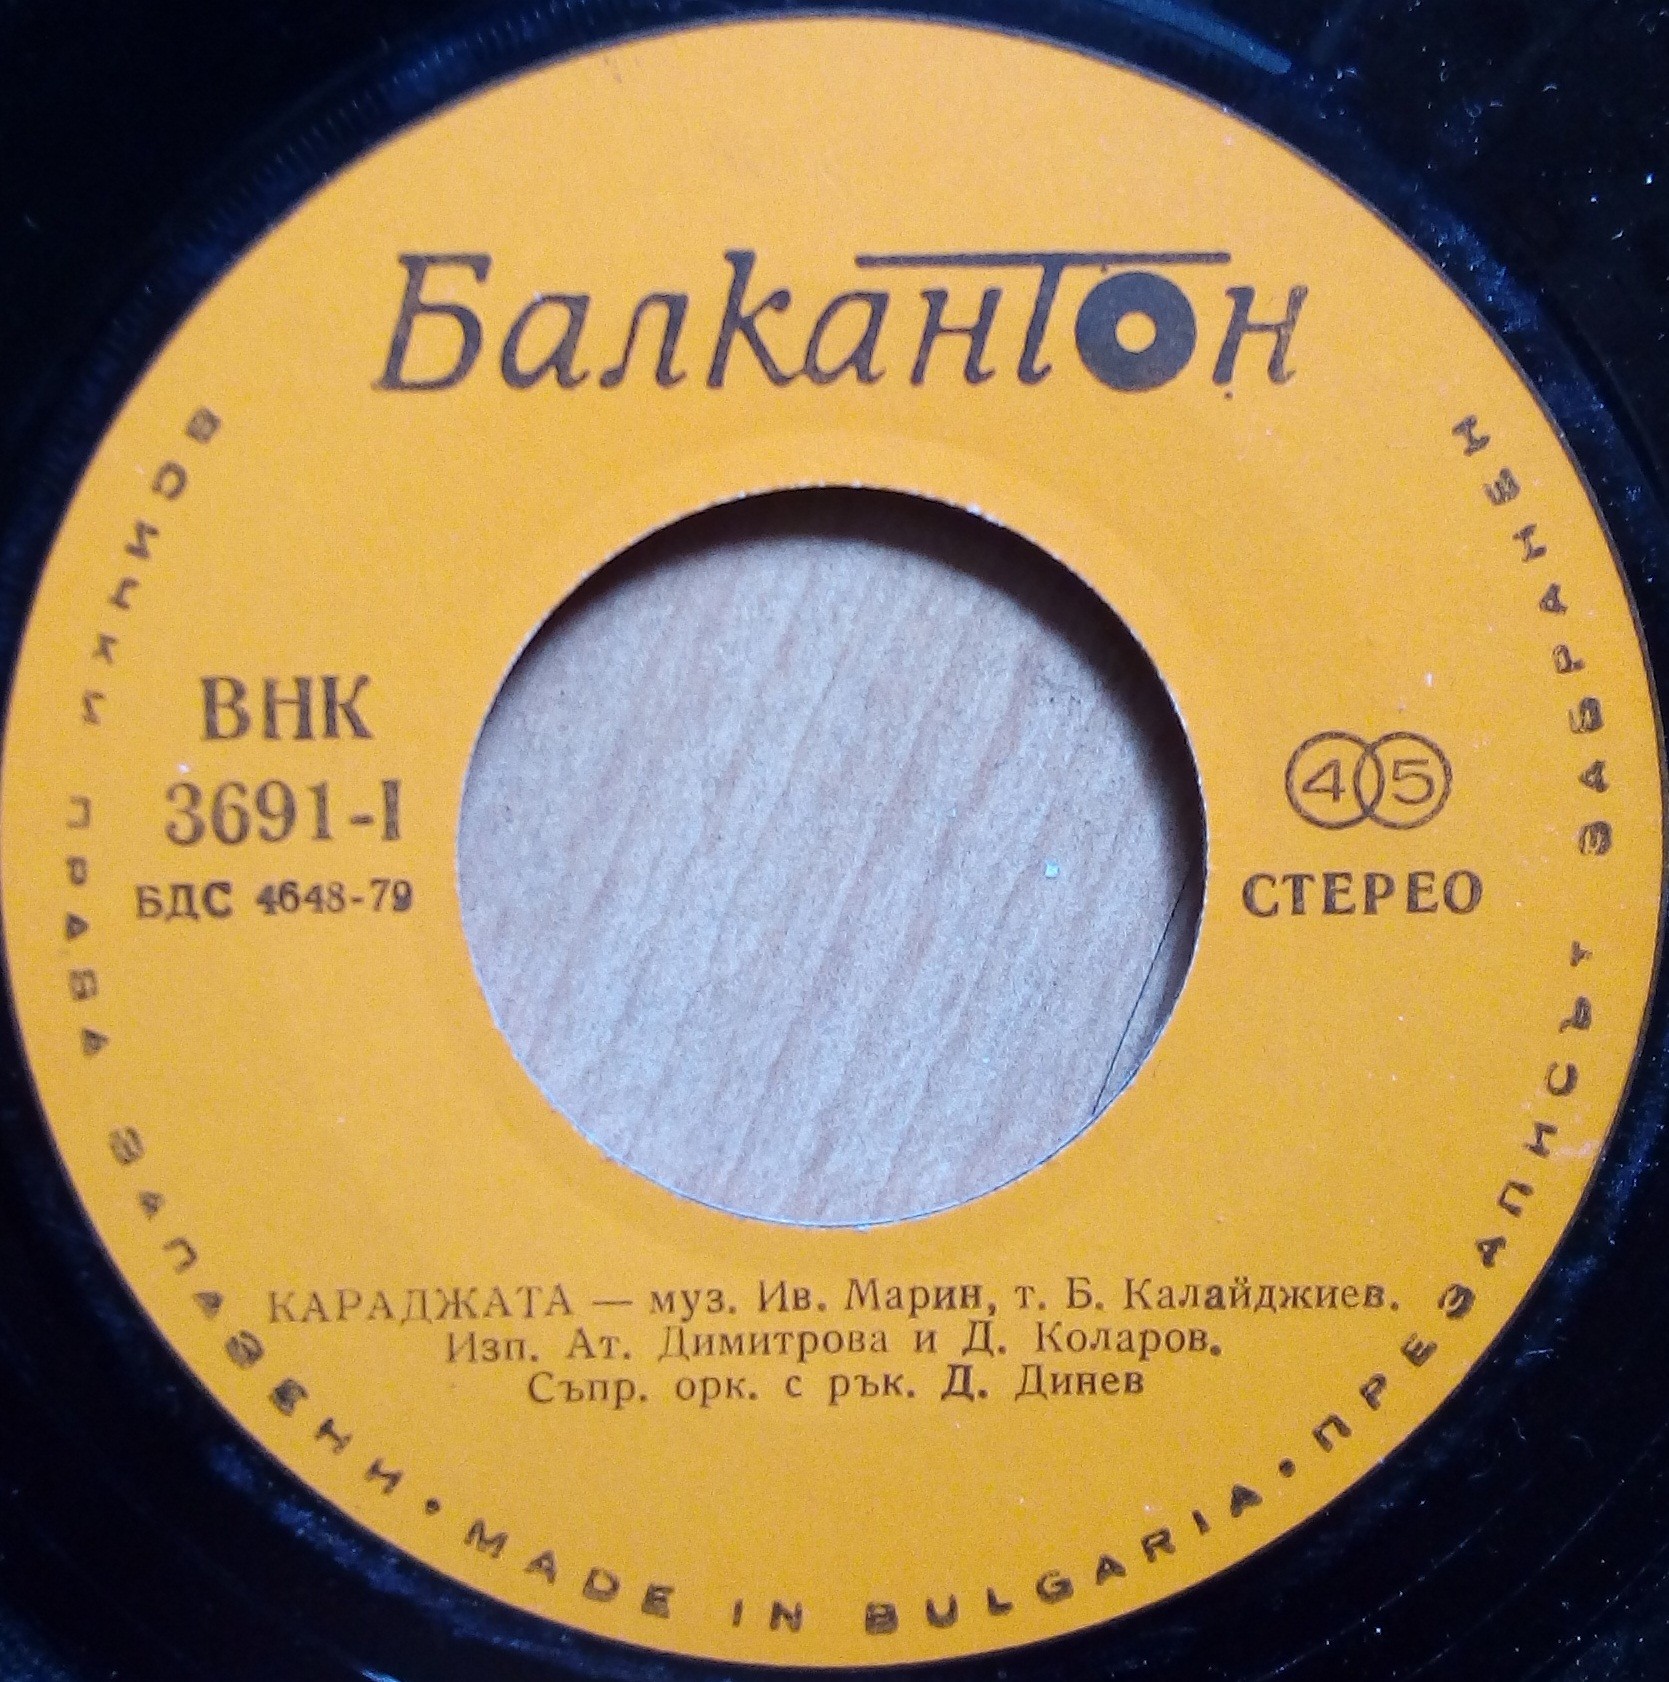 Балкантон
ВНК
3691-I
БДС 4648-79
45
СТЕРЕО
КАРАДЖАТА — муз. Ив. Марин, т. Б. Калайджиев.
Изп. Ат. Димитрова и Д. Коларов.
Съпр. орк. с рък. Д. Динев
ВСИЧКИ ПРАВА ЗАПАЗЕНИ • MADE IN BULGARIA • ПРЕЗАПИСЪТ ЗАБРАНЕН